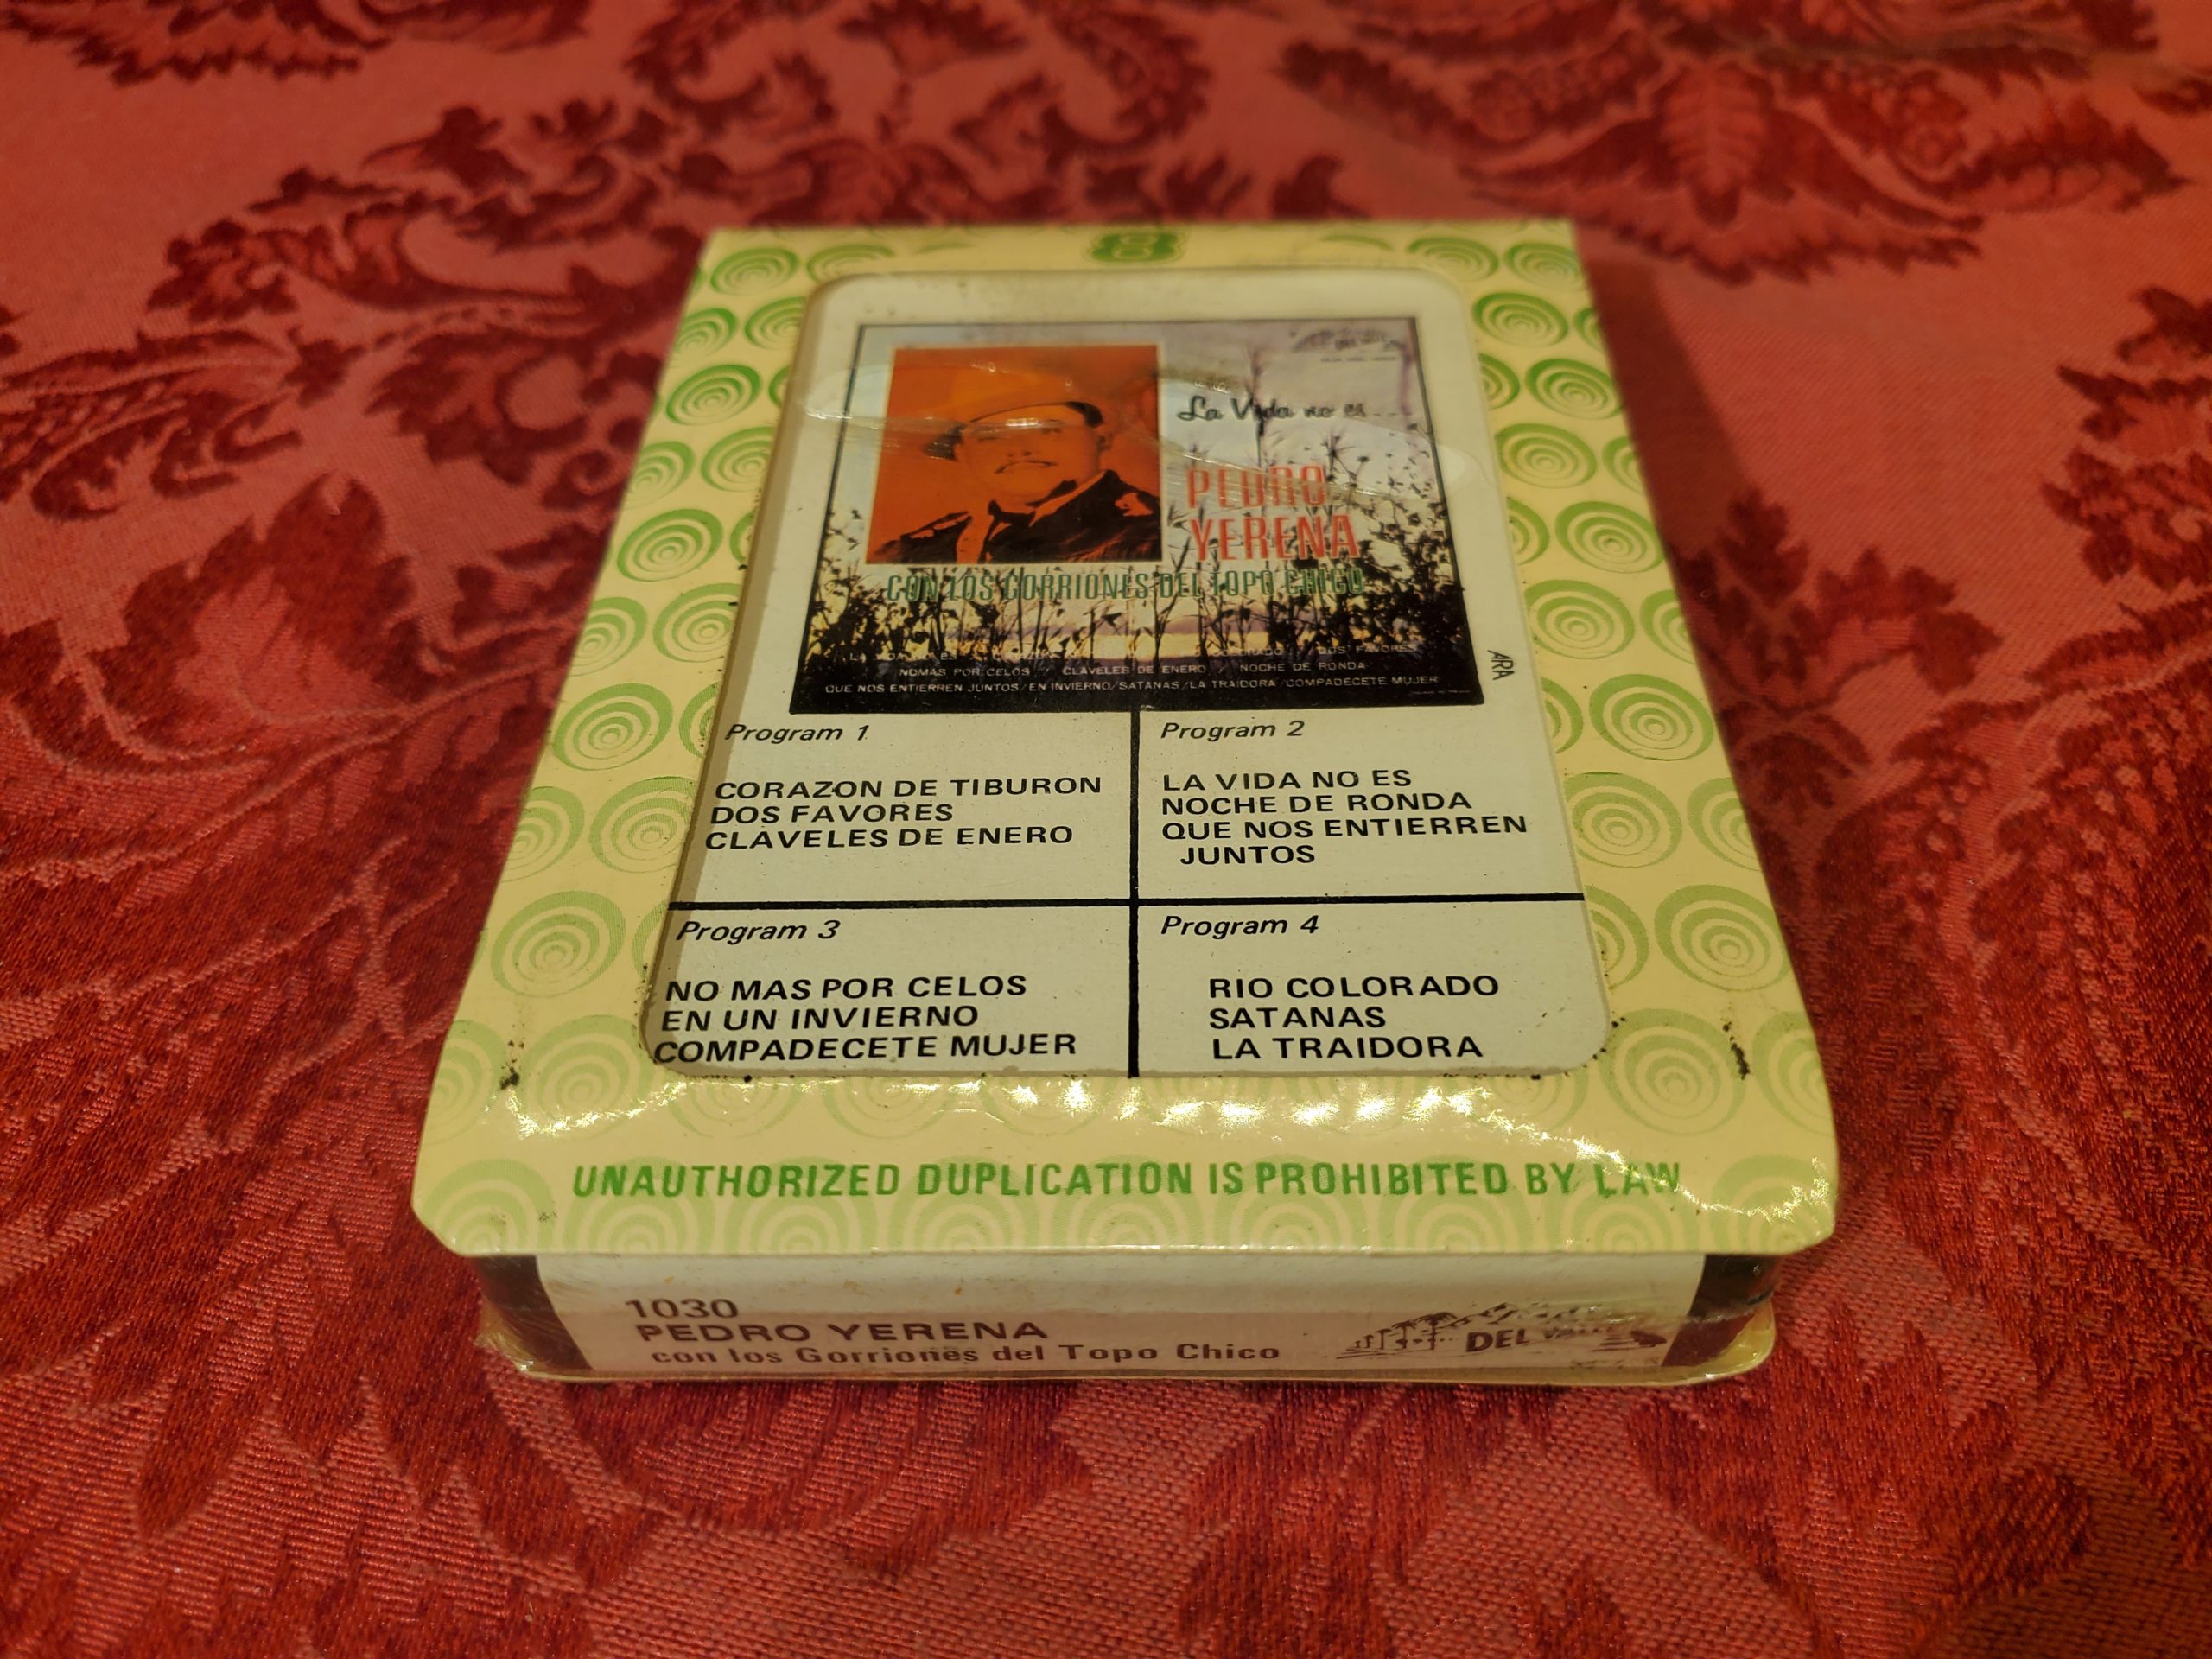 8
La Vida no es...
PEDRO
YERENA
CON LOS GORRIONES DEL TOPO CHICO
DOS FAVORES
NOMAS POR CELOS / CLAVELES DE ENERO / NOCHE DE RONDA
QUE NOS ENTIERREN JUNTOS/EN INVIERNO/SATANAS/LA TRAIDORA/COMPADECETE MUJER
ARA
Program 1
CORAZON DE TIBURON
DOS FAVORES
CLAVELES DE ENERO
Program 2
LA VIDA NO ES
NOCHE DE RONDA
QUE NOS ENTIERREN
JUNTOS
Program 3
NO MAS POR CELOS
EN UN INVIERNO
COMPADECETE MUJER
Program 4
RIO COLORADO
SATANAS
LA TRAIDORA
UNAUTHORIZED DUPLICATION IS PROHIBITED BY LAW
1030
PEDRO YERENA
con los Gorriones del Topo Chico
DEL